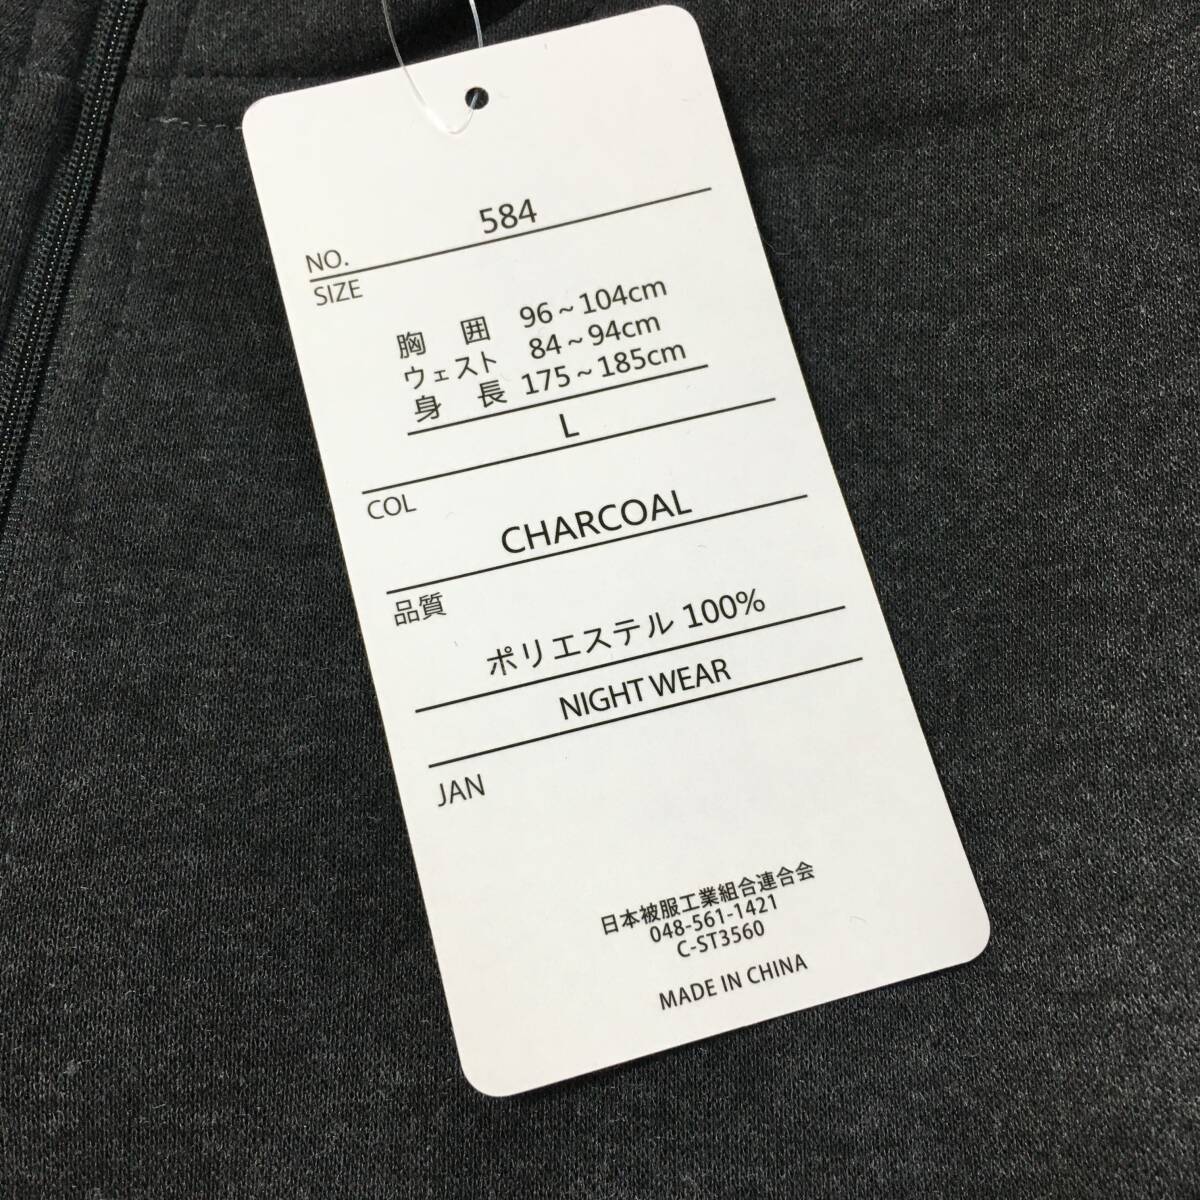 NO. 584
SIZE
胸 囲 96~104cm
ウェスト 84~94cm
身 長 175~185cm
L
COL
CHARCOAL
品質
ポリエステル 100%
NIGHT WEAR
JAN
日本被服工業組合連合会
048-561-1421
C-ST3560
MADE IN CHINA